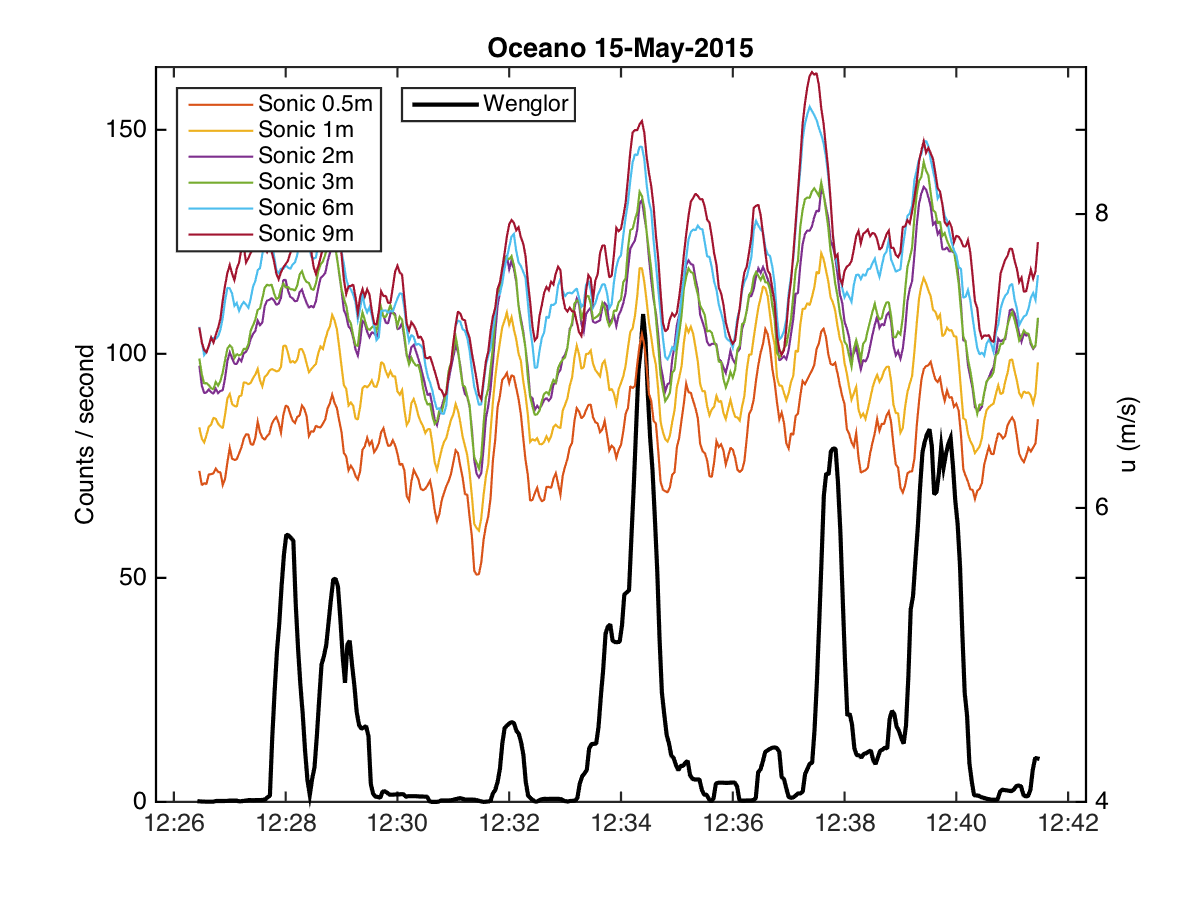 Oceano 15-May-2015
Sonic 0.5m
Sonic 1m
Sonic 2m
Sonic 3m
Sonic 6m
Sonic 9m
Wenglor
150
100
50
0
Counts / second
8
6
4
u (m/s)
12:26 12:28 12:30 12:32 12:34 12:36 12:38 12:40 12:42